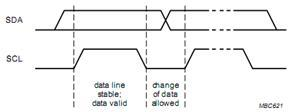 SDA
SCL
data line change
stable; of data
data valid allowed
MBC621